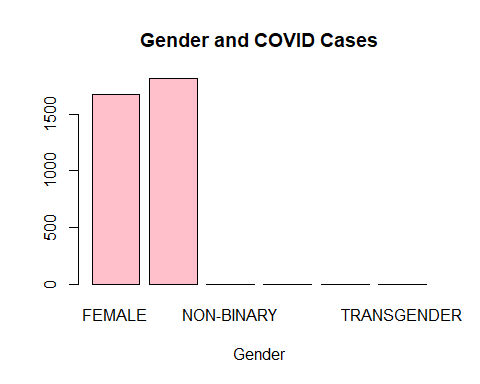 Gender and COVID Cases
1500
1000
500
0
FEMALE NON-BINARY TRANSGENDER
Gender